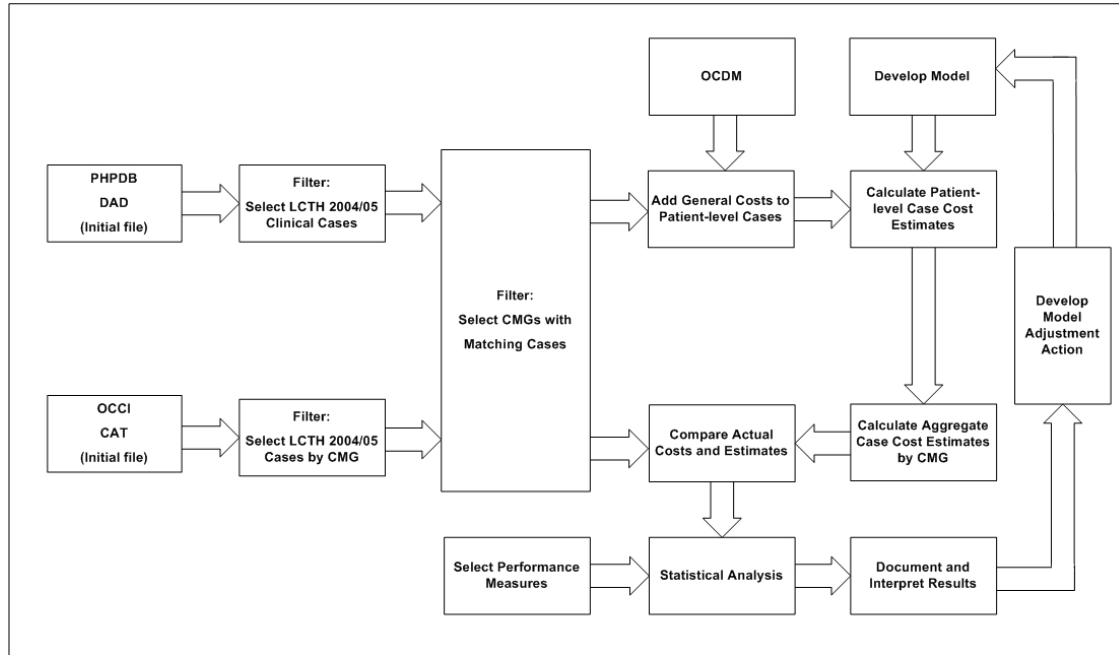 OCDM
Develop Model
PHPDB
DAD
(Initial file)
Filter:
Select LCTH 2004/05
Clinical Cases
Filter:
Select CMGs with
Matching Cases
Add General Costs to
Patient-level Cases
Calculate Patient-
level Case Cost
Estimates
Develop
Model
Adjustment
Action
OCCI
CAT
(Initial file)
Filter:
Select LCTH 2004/05
Cases by CMG
Compare Actual
Costs and Estimates
Calculate Aggregate
Case Cost Estimates
by CMG
Select Performance
Measures
Statistical Analysis
Document and
Interpret Results